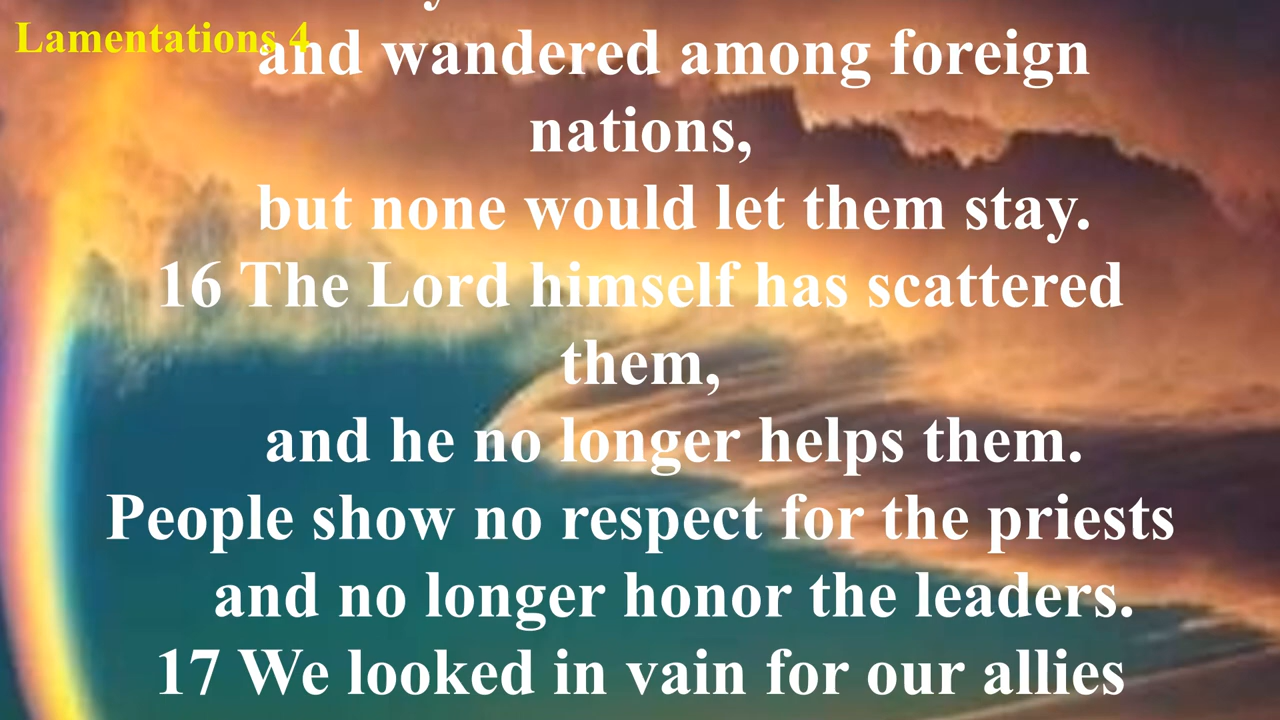 Lamentations 4
and wandered among foreign
nations,
but none would let them stay.
16 The Lord himself has scattered
them,
and he no longer helps them.
People show no respect for the priests
and no longer honor the leaders.
17 We looked in vain for our allies